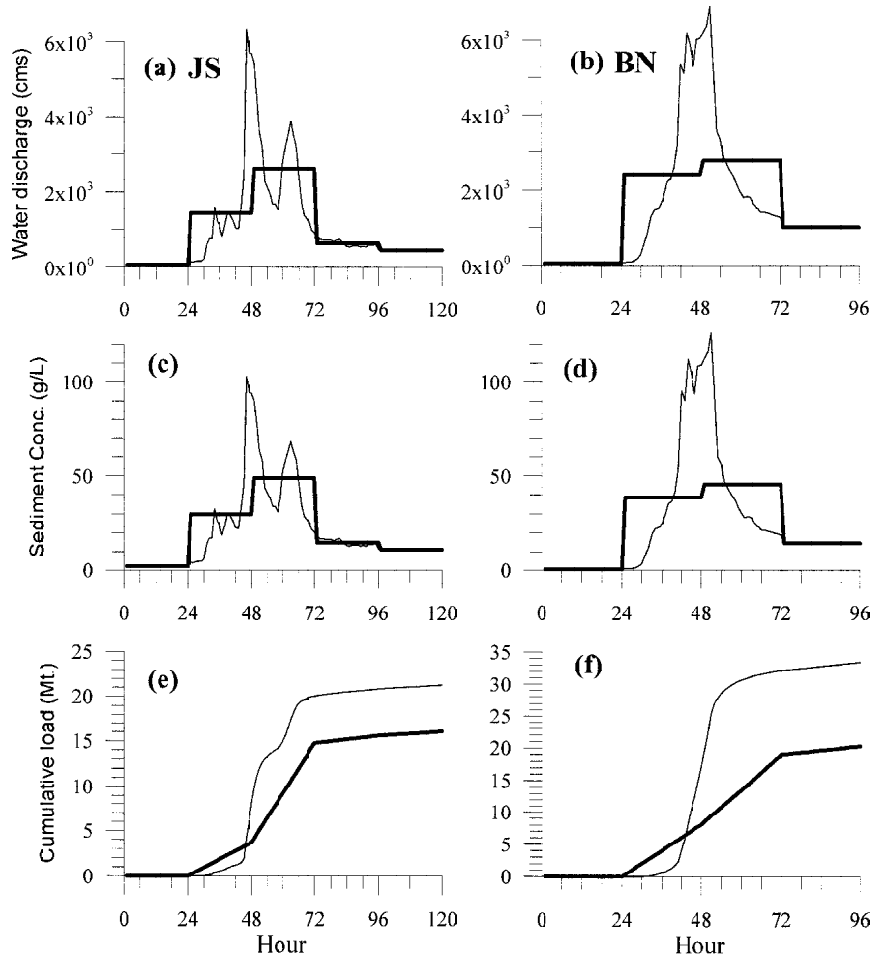 (a) JS
Water discharge (cms)
6x10³
4x10³
2x10³
0x10⁰
0 24 48 72 96 120
(b) BN
6x10³
4x10³
2x10³
0x10⁰
0 24 48 72 96
(c)
Sediment Conc. (g/L)
100
50
0
0 24 48 72 96 120
(d)
100
50
0
0 24 48 72 96
(e)
Cumulative load (Mt.)
25
20
15
10
5
0
0 24 48 72 96 120
Hour
(f)
35
30
25
20
15
10
5
0
0 24 48 72 96
Hour